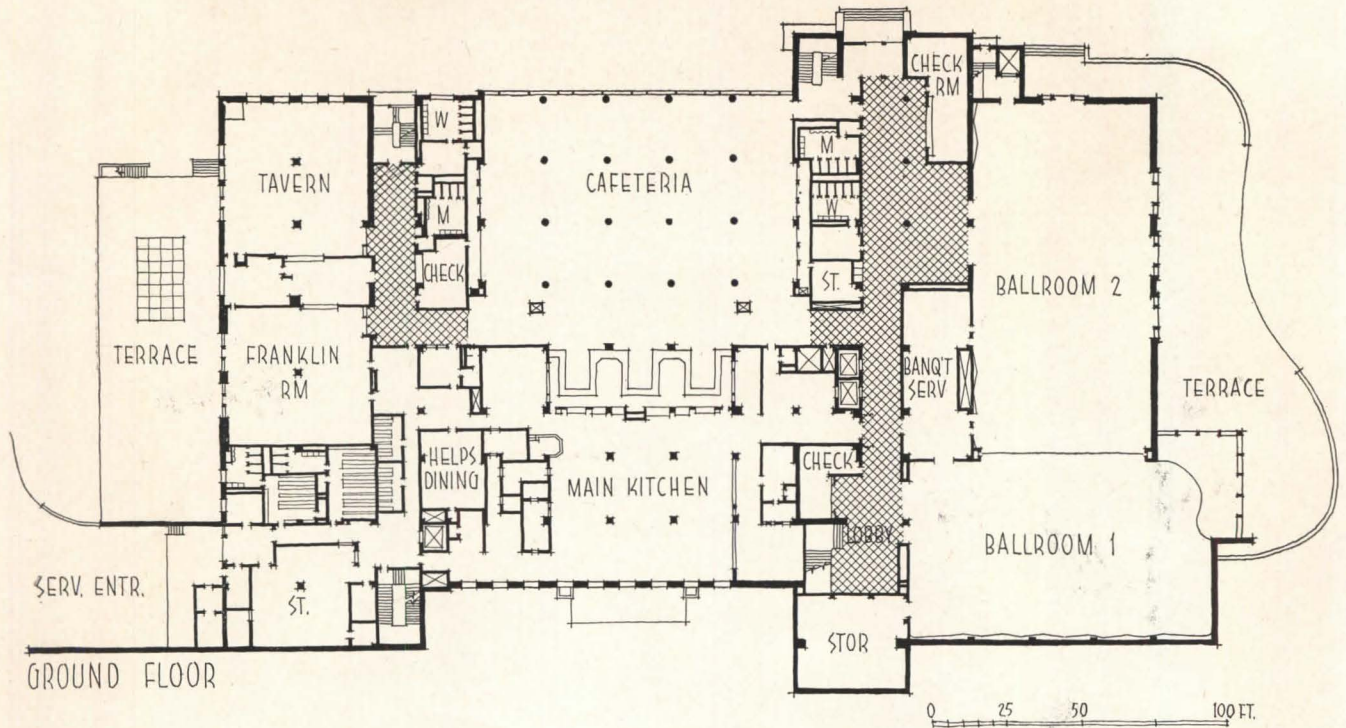 CHECK
RM
W
TAVERN
M
CAFETERIA
M
W
CHECK
ST.
BALLROOM 2
TERRACE
FRANKLIN
RM
BANQ'T
SERV
TERRACE
HELPS
DINING
MAIN KITCHEN
CHECK
LOBBY
BALLROOM 1
SERV. ENTR.
ST.
STOR
GROUND FLOOR
0 25 50 100 FT.